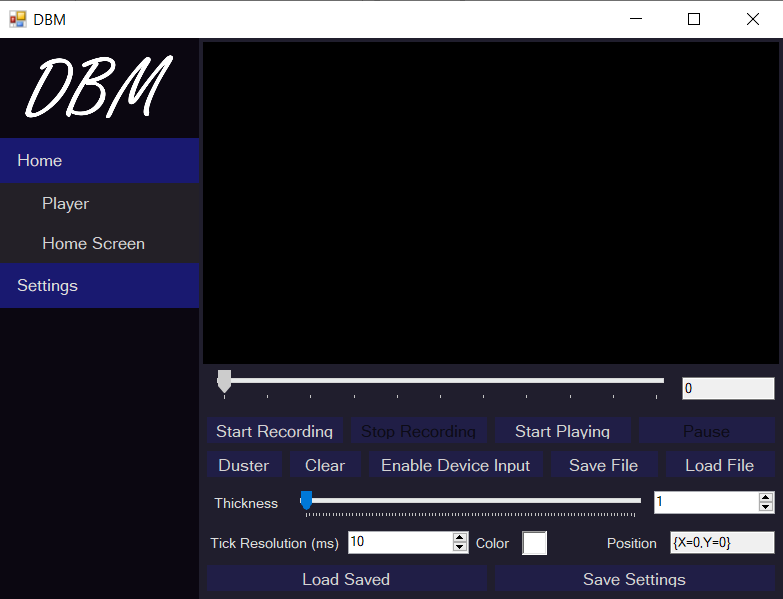 DBM
DBM
Home
Player
Home Screen
Settings
0
Start Recording Stop Recording Start Playing Pause
Duster Clear Enable Device Input Save File Load File
Thickness 1
Tick Resolution (ms) 10 Color Position {X=0,Y=0}
Load Saved Save Settings